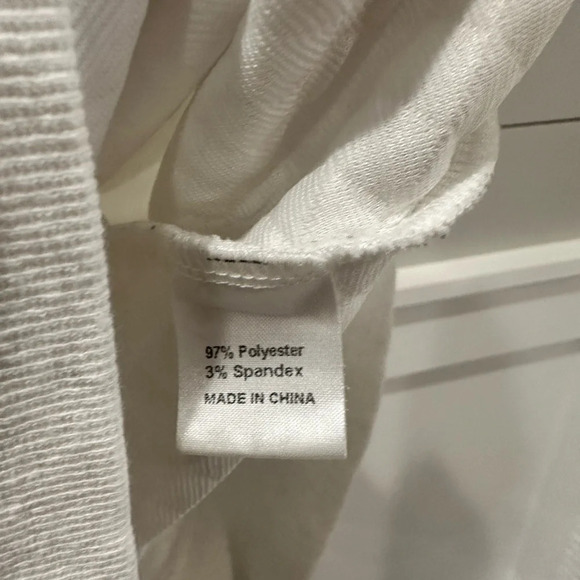 97% Polyester
3% Spandex
MADE IN CHINA